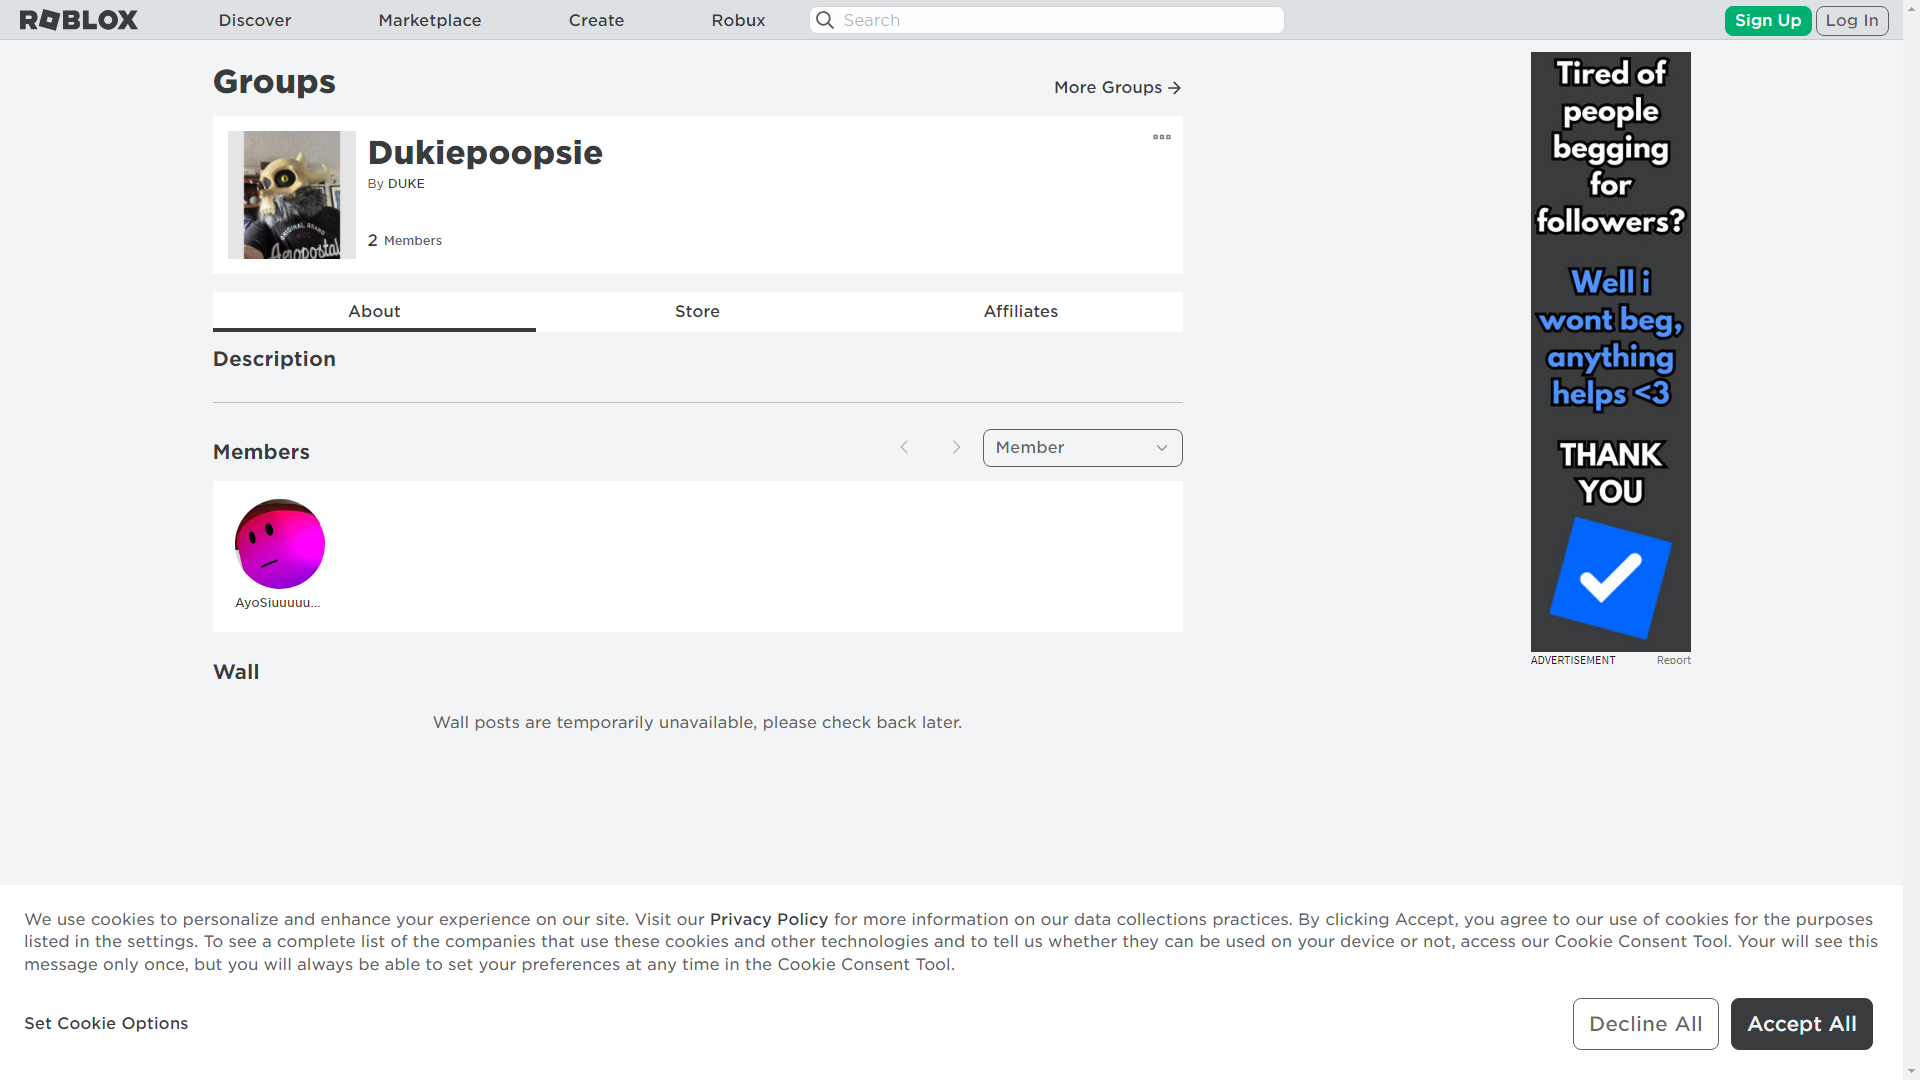 ROBLOX
Discover
Marketplace
Create
Robux
Search
Sign Up
Log In
Groups
More Groups
Dukiepoopsie
By DUKE
2 Members
ORIGINAL BRAND
Aeropostal
About
Store
Affiliates
Description
Members
Member
AyoSiuuuuu...
Wall
Wall posts are temporarily unavailable, please check back later.
Tired of
people
begging
for
followers?
Well i
wont beg,
anything
helps <3
THANK
YOU
ADVERTISEMENT
Report
We use cookies to personalize and enhance your experience on our site. Visit our Privacy Policy for more information on our data collections practices. By clicking Accept, you agree to our use of cookies for the purposes
listed in the settings. To see a complete list of the companies that use these cookies and other technologies and to tell us whether they can be used on your device or not, access our Cookie Consent Tool. Your will see this
message only once, but you will always be able to set your preferences at any time in the Cookie Consent Tool.
Set Cookie Options
Decline All
Accept All